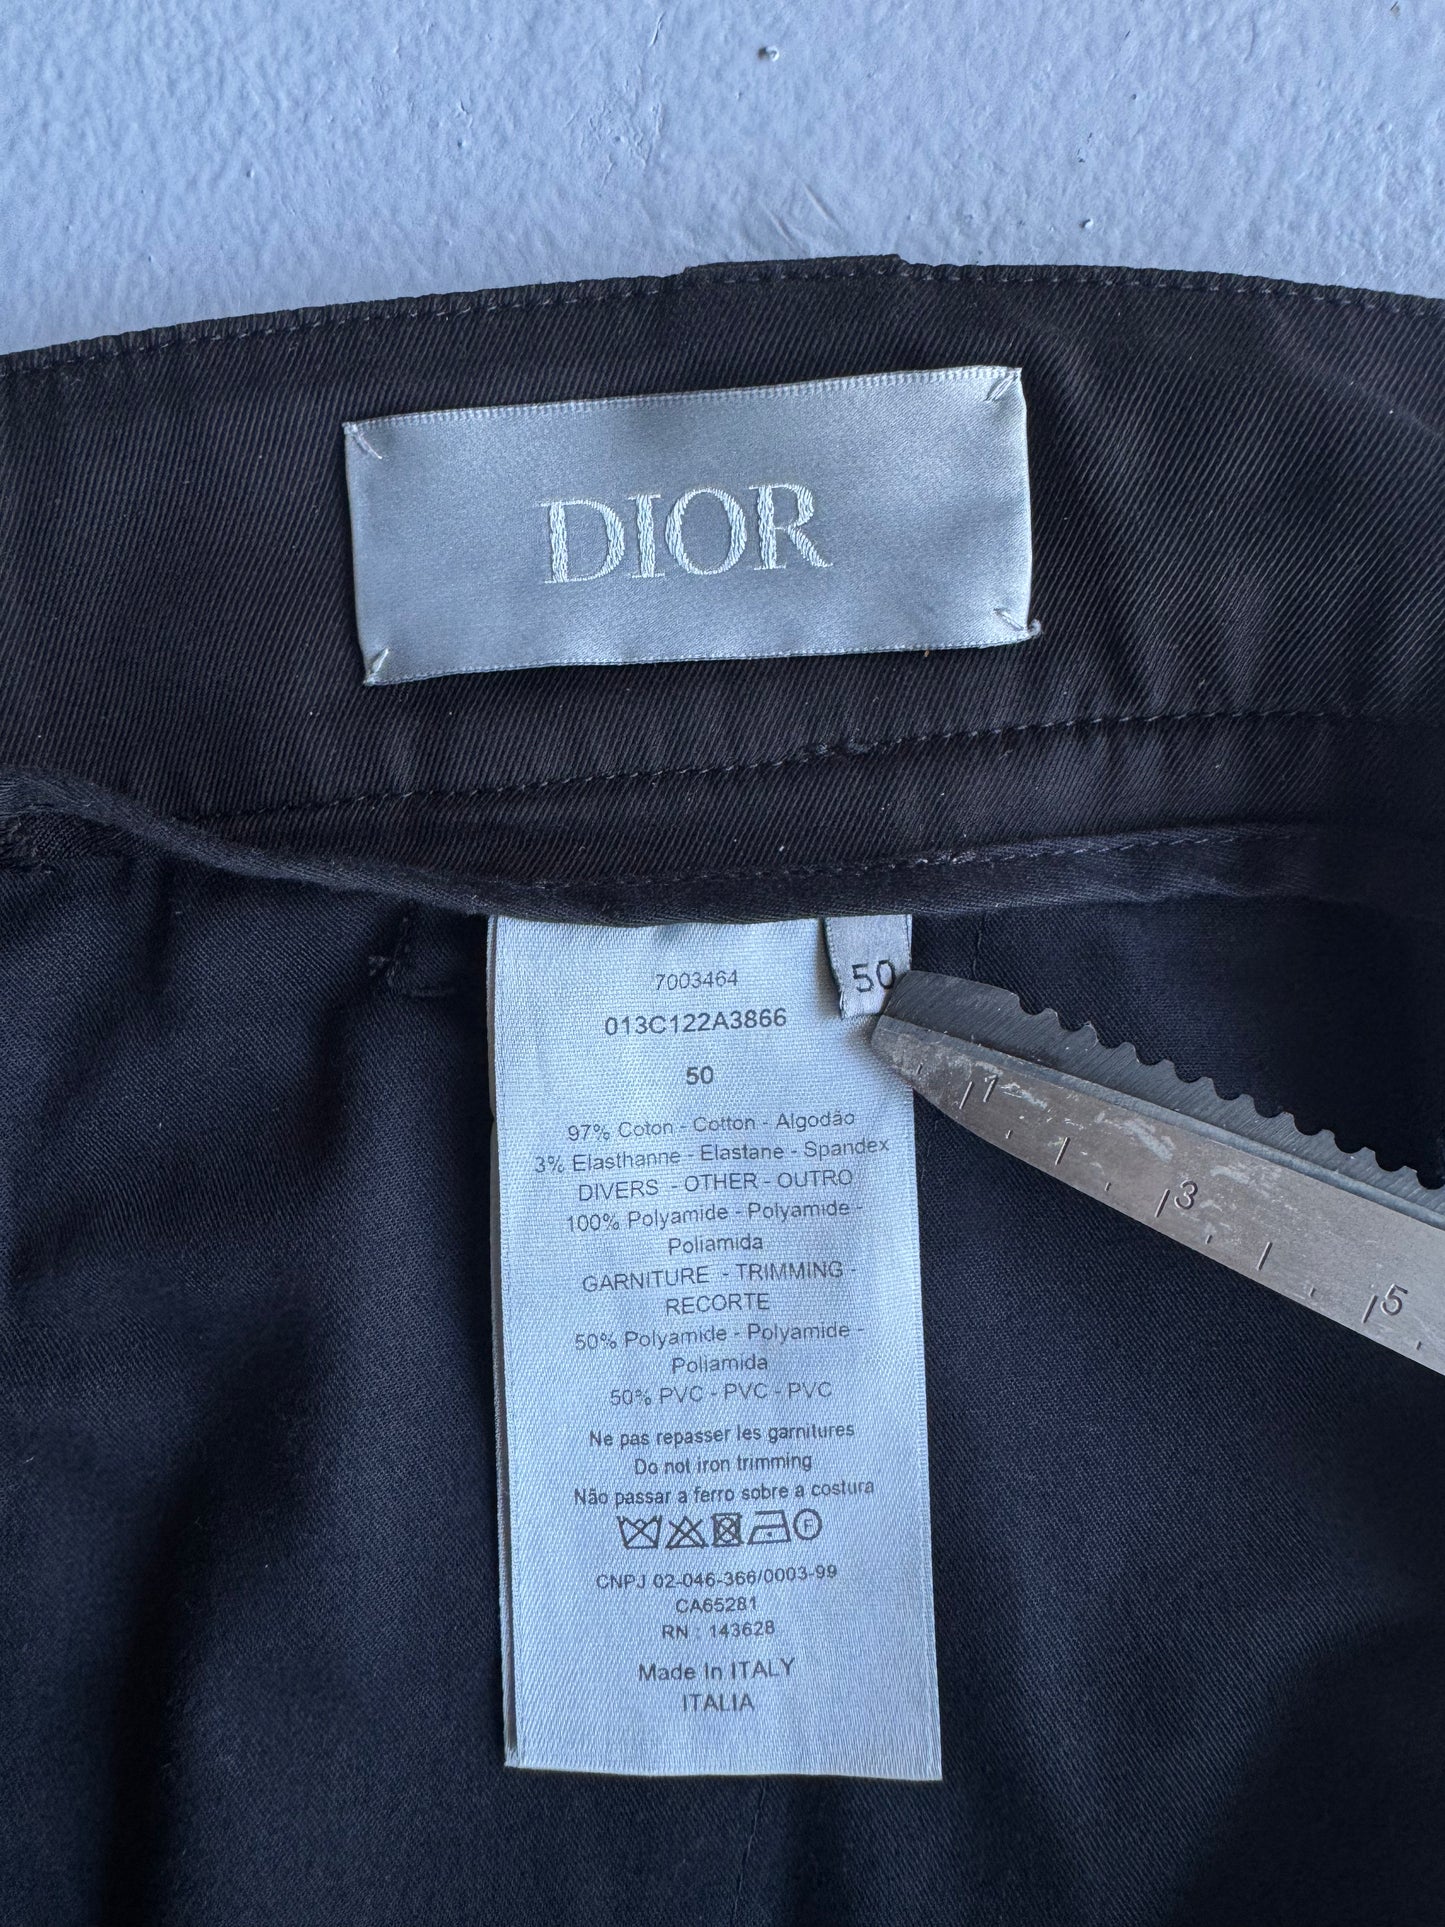 DIOR
50
7003464
013C122A3866
50
97% Coton - Cotton - Algodão
3% Elasthanne - Elastane - Spandex
DIVERS - OTHER - OUTRO
100% Polyamide - Polyamide -
Poliamida
GARNITURE - TRIMMING -
RECORTE
50% Polyamide - Polyamide -
Poliamida
50% PVC - PVC - PVC
Ne pas repasser les garnitures
Do not iron trimming
Não passar a ferro sobre a costura
F
CNPJ 02-046-366/0003-99
CA65281
RN : 143628
Made In ITALY
ITALIA
1
3
5